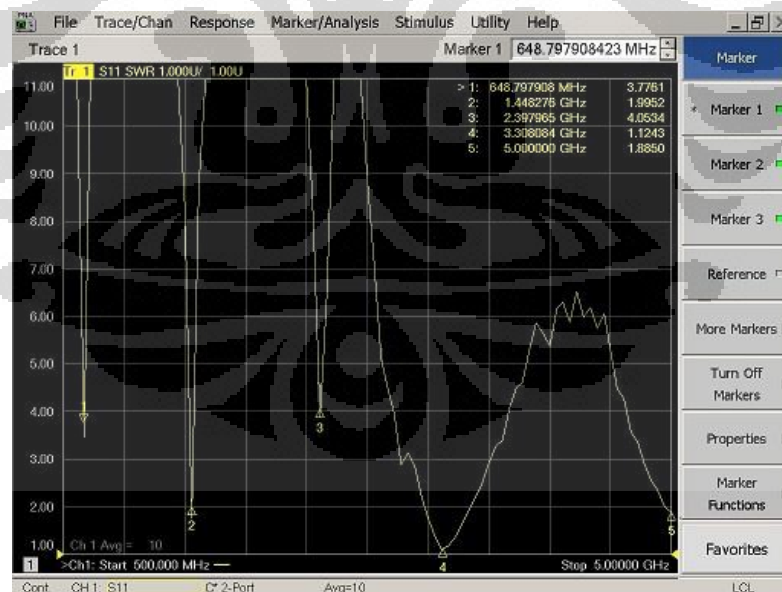 File Trace/Chan Response Marker/Analysis Stimulus Utility Help
Trace 1 Marker 1 648.797908423 MHz
Tr 1 S11 SWR 1.000U/ 1.00U
11.00
10.00
9.00
8.00
7.00
6.00
5.00
4.00
3.00
2.00
1.00
> 1: 648.797908 MHz 3.7761
2: 1.448276 GHz 1.9952
3: 2.397965 GHz 4.0534
4: 3.308084 GHz 1.1243
5: 5.000000 GHz 1.8850
1
2
3
4
5
Ch 1 Avg = 10
1 >Ch1: Start 500.000 MHz Stop 5.00000 GHz
Cont. CH 1: S11 C* 2-Port Avg=10 LCL
Marker
Marker 1
Marker 2
Marker 3
Reference
More Markers
Turn Off
Markers
Properties
Marker
Functions
Favorites